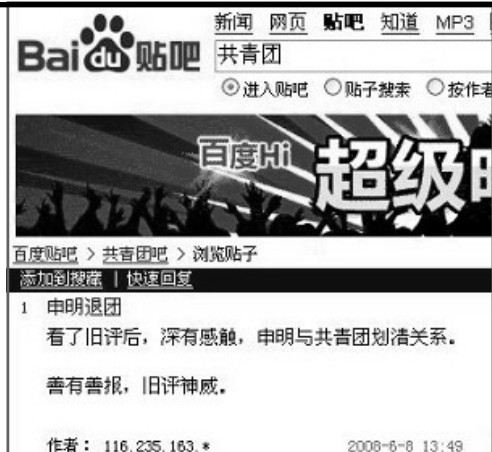 新闻 网页 贴吧 知道 MP3
Bai du 贴吧
共青团
进入贴吧 贴子搜索 按作者
百度Hi 超级
百度贴吧 > 共青团吧 > 浏览贴子
添加到搜藏 | 快速回复
1 申明退团
看了旧评后，深有感触，申明与共青团划清关系。
善有善报，旧评神威。
作者： 116.235.163.* 2008-6-8 13:49